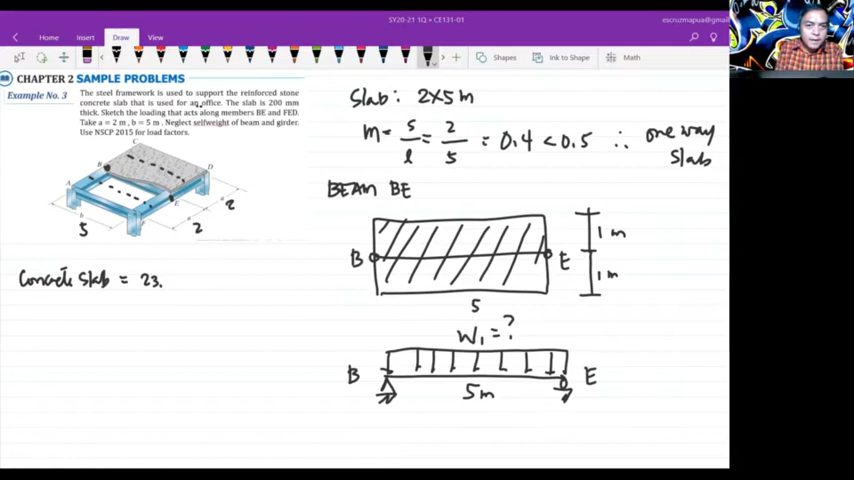 SY20-21 1Q > CE131-01
escruzmapua@gmail
Home
Insert
Draw
View
Shapes
Ink to Shape
Math
CHAPTER 2 SAMPLE PROBLEMS
Example No. 3
The steel framework is used to support the reinforced stone
concrete slab that is used for an office. The slab is 200 mm
thick. Sketch the loading that acts along members BE and FED.
Take a = 2 m, b = 5 m. Neglect selfweight of beam and girder.
Use NSCP 2015 for load factors.
C
B
D
A
E
F
b
a
a
5
2
2
Concrete Slab = 23.
Slab: 2x5m
m = s/l = 2/5 = 0.4 < 0.5 ∴ one way
slab
BEAM BE
B
E
1 m
1 m
5
W₁ = ?
B
E
5m